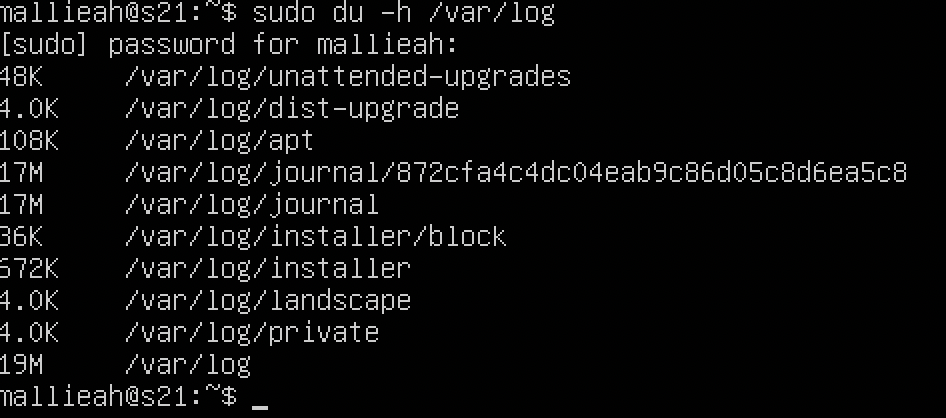 mallieah@s21:~$ sudo du -h /var/log
[sudo] password for mallieah:
48K /var/log/unattended-upgrades
4.0K /var/log/dist-upgrade
108K /var/log/apt
17M /var/log/journal/872cfa4c4dc04eab9c86d05c8d6ea5c8
17M /var/log/journal
36K /var/log/installer/block
672K /var/log/installer
4.0K /var/log/landscape
4.0K /var/log/private
19M /var/log
mallieah@s21:~$ _